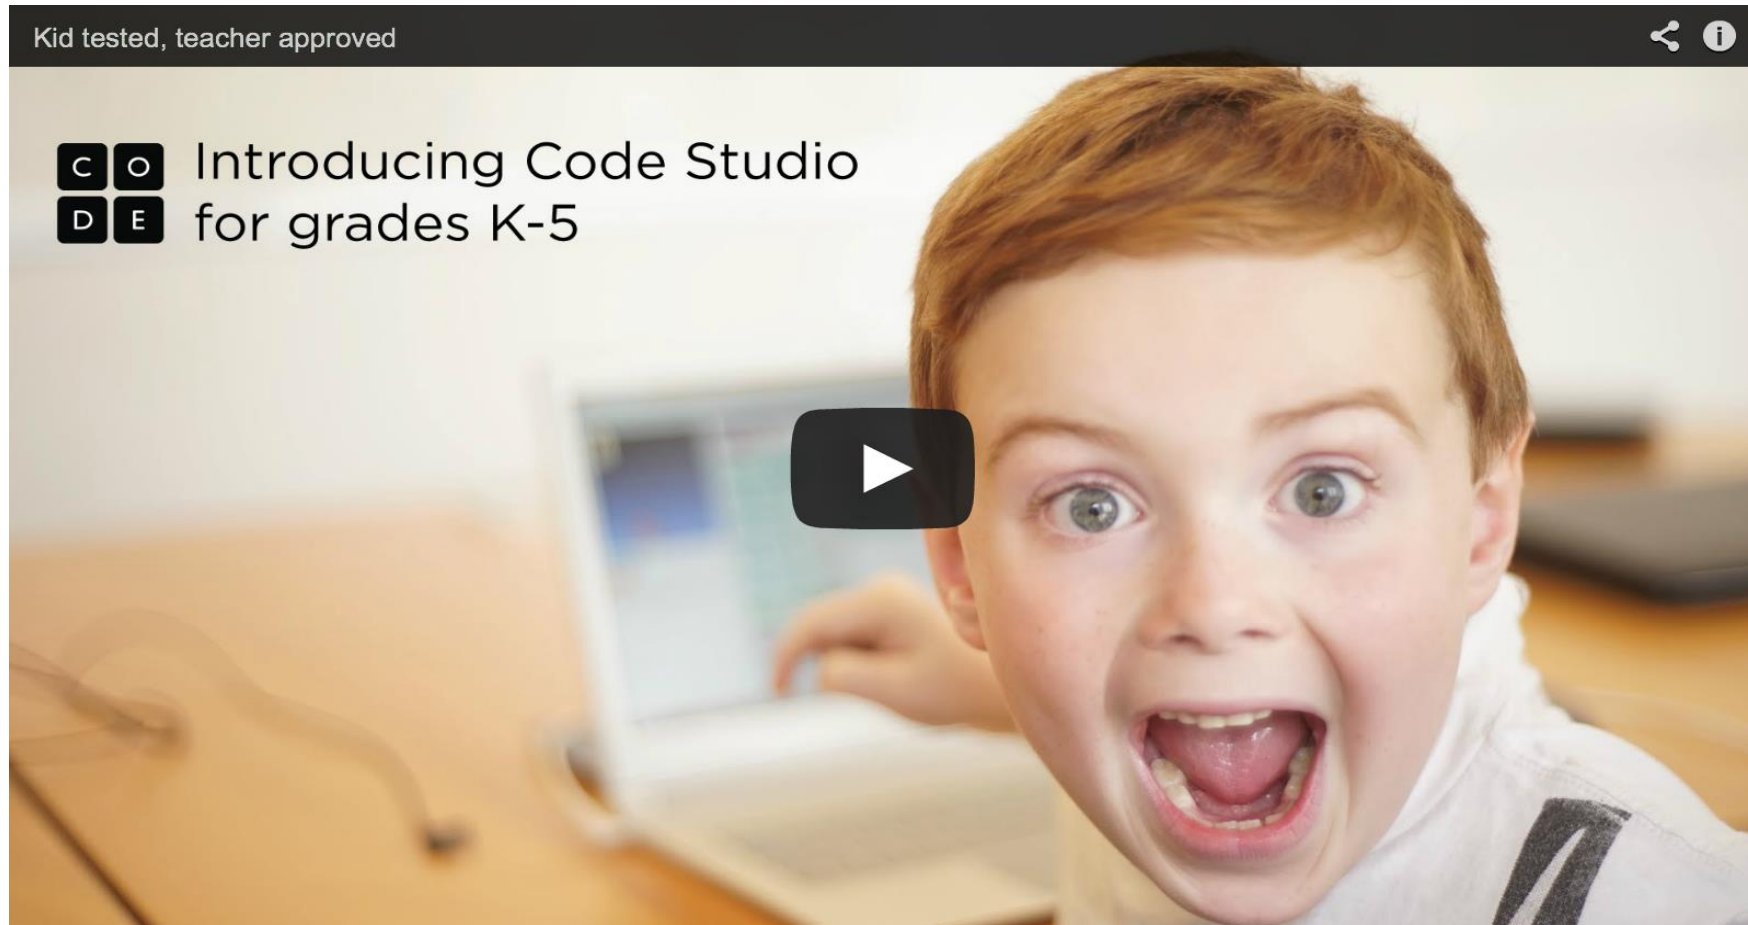 Kid tested, teacher approved
C O
D E
Introducing Code Studio
for grades K-5